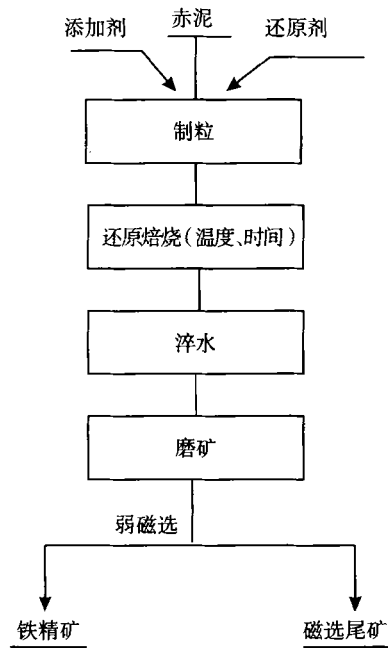 添加剂
赤泥
还原剂
制粒
还原焙烧(温度、时间)
淬水
磨矿
弱磁选
铁精矿
磁选尾矿